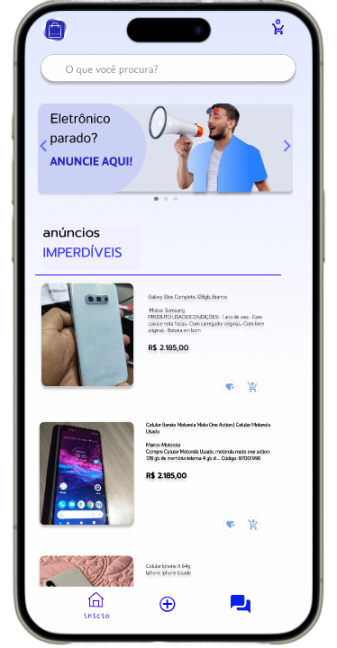 0
O que você procura?
Eletrônico
parado?
ANUNCIE AQUI!
anúncios
IMPERDÍVEIS
Galaxy S10e Completo, 128gb, Branco
Marca: Samsung
PRODUTO USADO/CONDIÇÕES: - 1 ano de uso; - Com
caixa e nota fiscal; - Com carregador original; - Com fone
original; - Bateria em bom
R$ 2.185,00
Celular Barato Motorola Moto One Action| Celular Motorola
Usado
Marca: Motorola
Compre Celular Motorola Usado, motorola moto one action
128 gb de memória interna 4 gb d... Código:
R$ 2.185,00
Celular Iphone X 64g
Iphone Iphone Usado
início